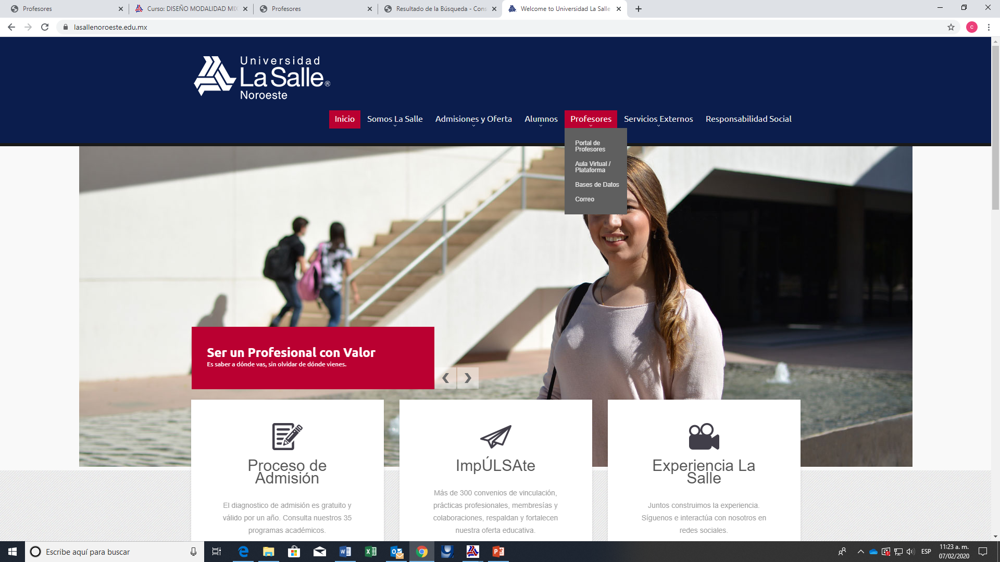 Profesores
Curso: DISEÑO MODALIDAD MIX
Profesores
Resultado de la Búsqueda - Cons
Welcome to Universidad La Salle
lasallenoroeste.edu.mx
c
Universidad
La Salle®
Noroeste
Inicio
Somos La Salle
Admisiones y Oferta
Alumnos
Profesores
Servicios Externos
Responsabilidad Social
Portal de
Profesores
Aula Virtual /
Plataforma
Bases de Datos
Correo
Ser un Profesional con Valor
Es saber a dónde vas, sin olvidar de dónde vienes.
Proceso de
Admisión
El diagnostico de admisión es gratuito y
válido por un año. Consulta nuestros 35
programas académicos.
ImpÚLSAte
Más de 300 convenios de vinculación,
prácticas profesionales, membresías y
colaboraciones, respaldan y fortalecen
nuestra oferta educativa.
Experiencia La
Salle
Juntos construimos la experiencia.
Síguenos e interactúa con nosotros en
redes sociales.
Escribe aquí para buscar
ESP
11:23 a. m.
07/02/2020